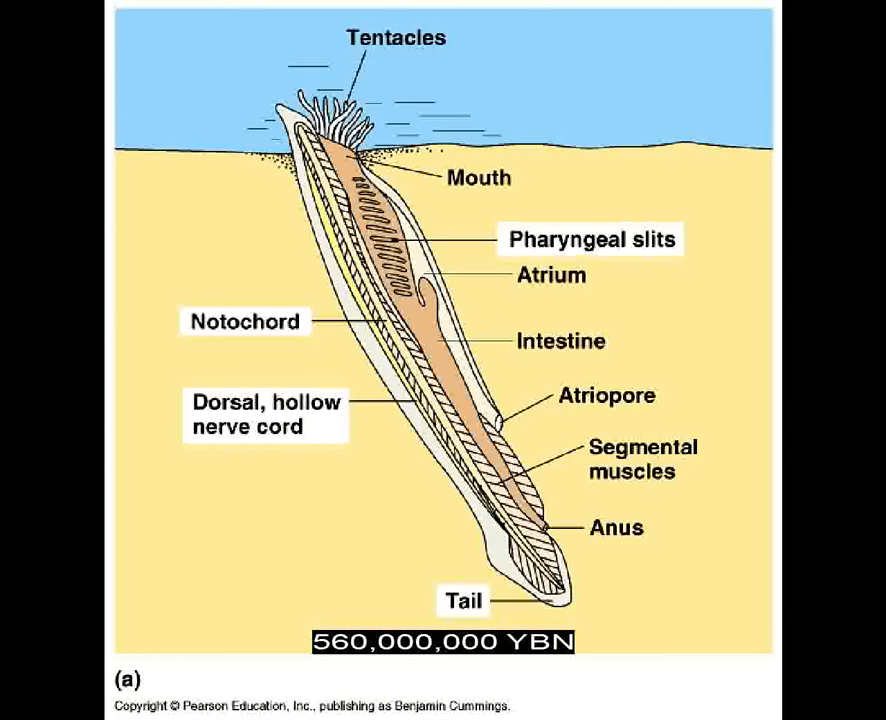 Tentacles
Mouth
Pharyngeal slits
Atrium
Notochord
Intestine
Dorsal, hollow
nerve cord
Atriopore
Segmental
muscles
Anus
Tail
560,000,000 YBN
(a)
Copyright © Pearson Education, Inc., publishing as Benjamin Cummings.